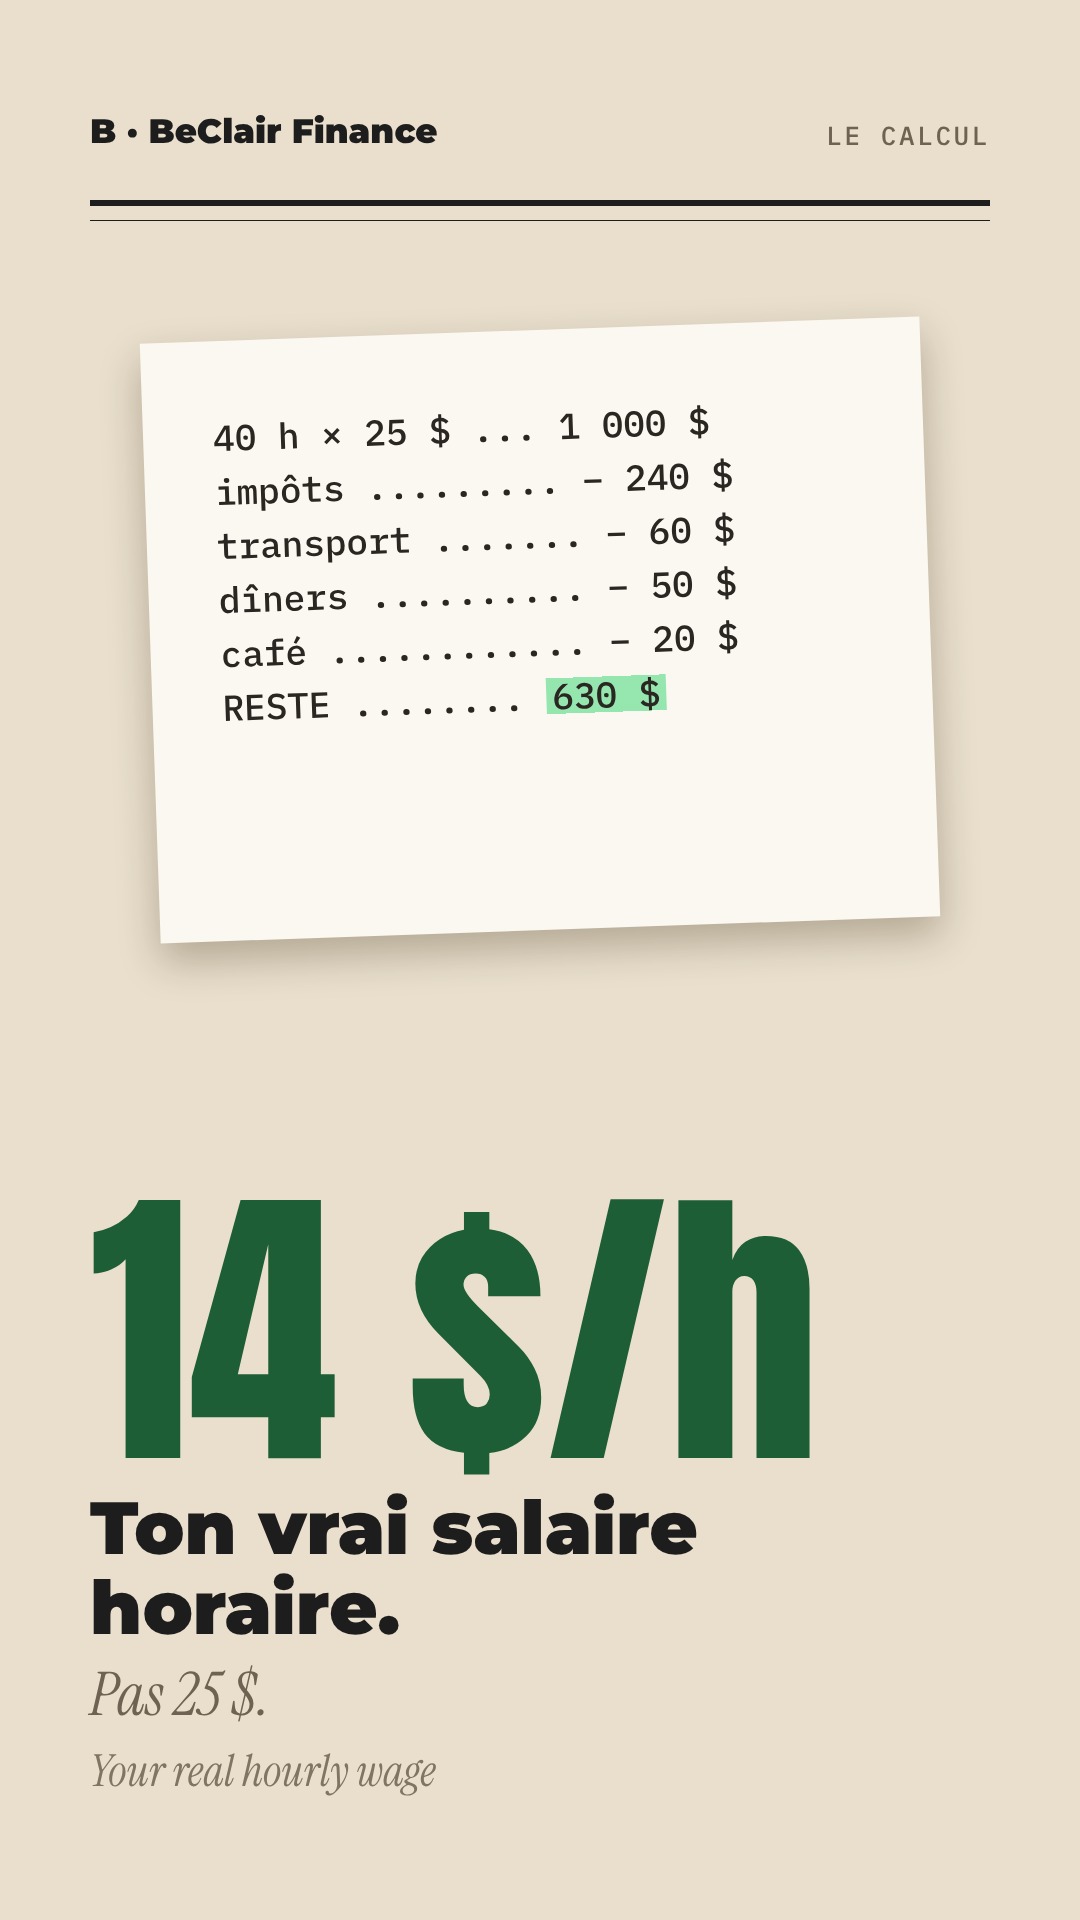 B • BeClair Finance
LE CALCUL
40 h × 25 $ ... 1 000 $
impôts ......... − 240 $
transport ....... − 60 $
dîners .......... − 50 $
café ............ − 20 $
RESTE ........ 630 $
14 $/h
Ton vrai salaire
horaire.
Pas 25 $.
Your real hourly wage